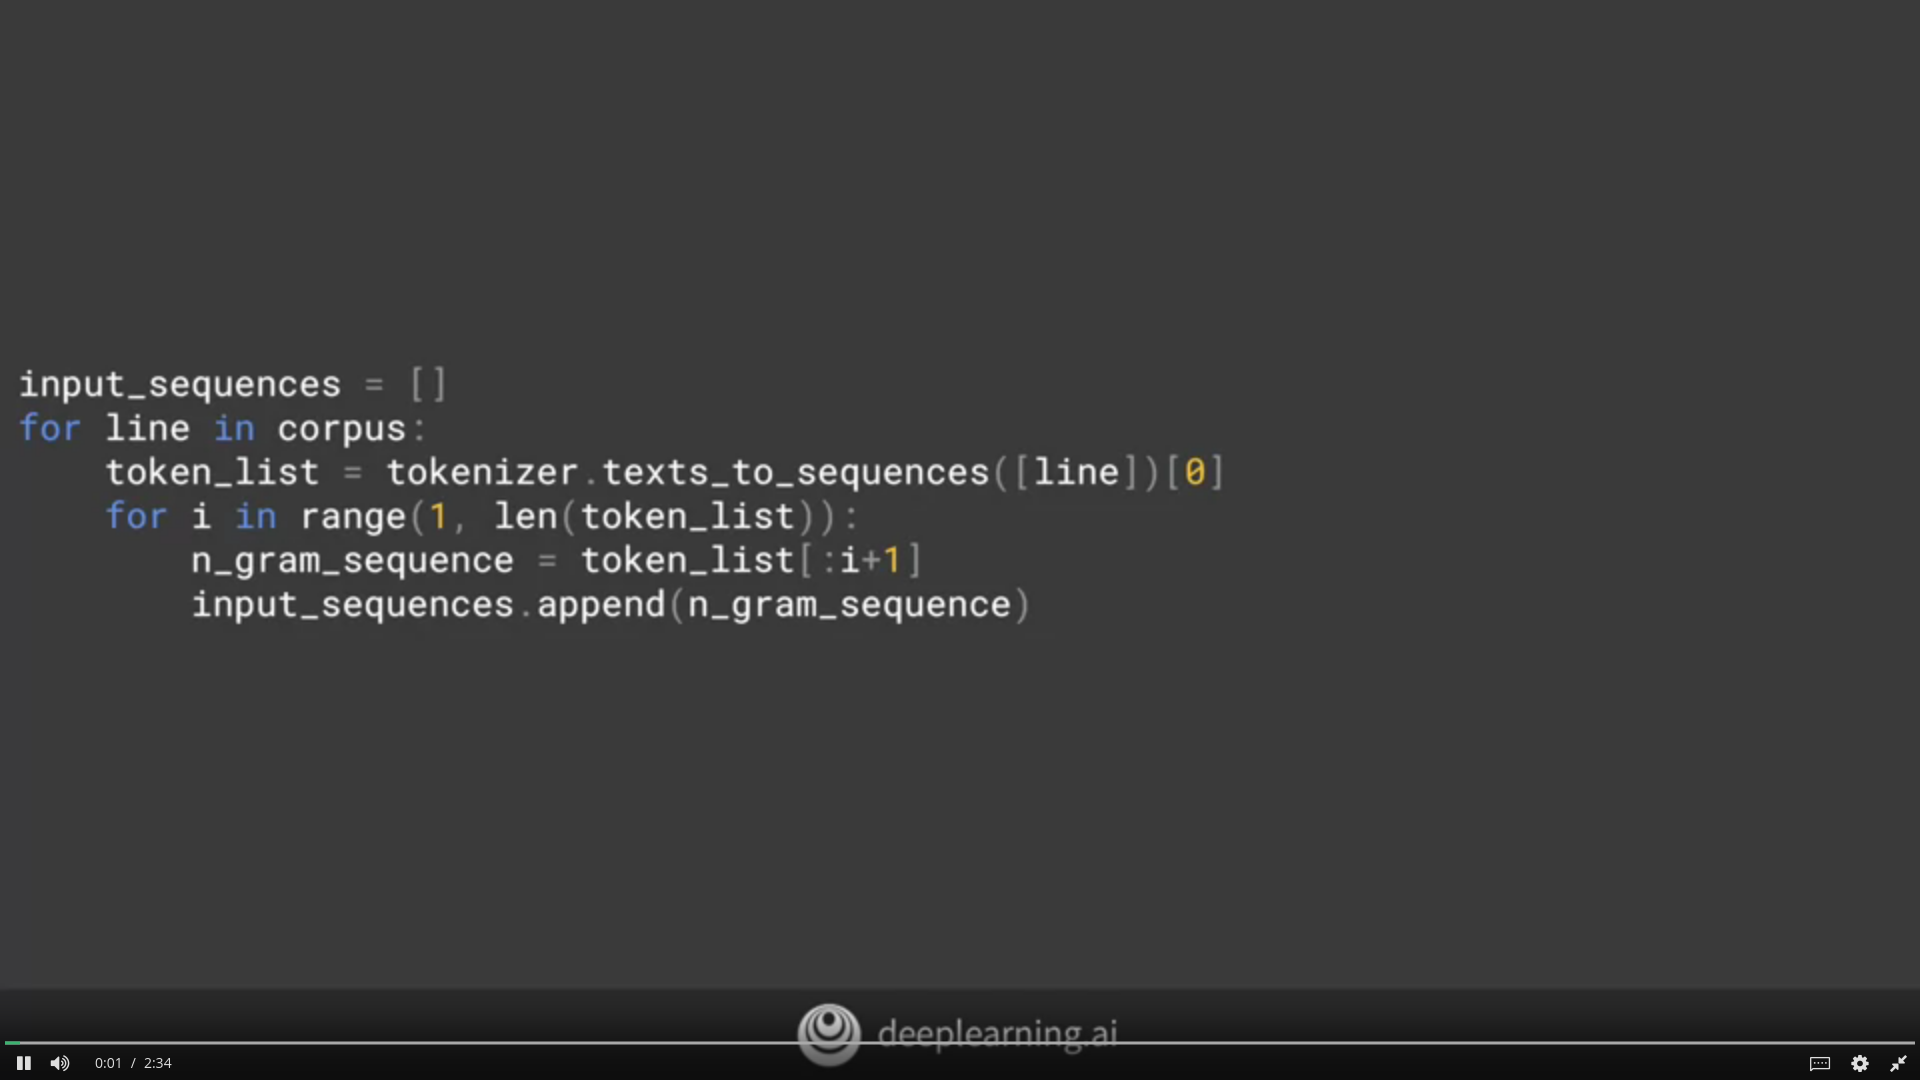 input_sequences = []
for line in corpus:
    token_list = tokenizer.texts_to_sequences([line])[0]
    for i in range(1, len(token_list)):
        n_gram_sequence = token_list[:i+1]
        input_sequences.append(n_gram_sequence)
deeplearning.ai
0:01 / 2:34